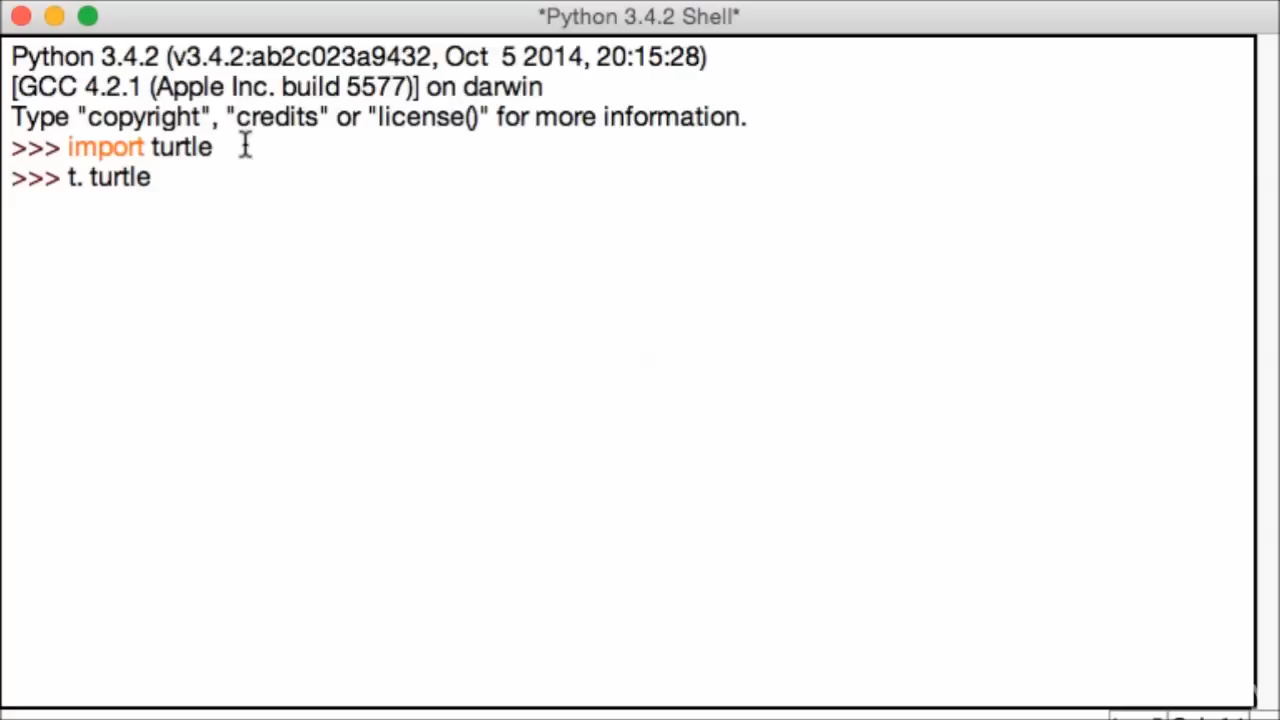 *Python 3.4.2 Shell*
Python 3.4.2 (v3.4.2:ab2c023a9432, Oct  5 2014, 20:15:28)
[GCC 4.2.1 (Apple Inc. build 5577)] on darwin
Type "copyright", "credits" or "license()" for more information.
>>> import turtle
>>> t. turtle